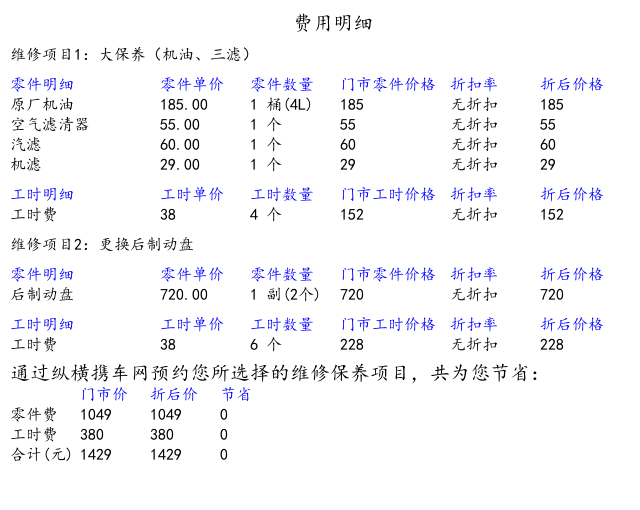 费用明细
维修项目1: 大保养（机油、三滤）
零件明细 零件单价 零件数量 门市零件价格 折扣率 折后价格
原厂机油 185.00 1 桶(4L) 185 无折扣 185
空气滤清器 55.00 1 个 55 无折扣 55
汽滤 60.00 1 个 60 无折扣 60
机滤 29.00 1 个 29 无折扣 29
工时明细 工时单价 工时数量 门市工时价格 折扣率 折后价格
工时费 38 4 个 152 无折扣 152
维修项目2: 更换后制动盘
零件明细 零件单价 零件数量 门市零件价格 折扣率 折后价格
后制动盘 720.00 1 副(2个) 720 无折扣 720
工时明细 工时单价 工时数量 门市工时价格 折扣率 折后价格
工时费 38 6 个 228 无折扣 228
通过纵横携车网预约您所选择的维修保养项目，共为您节省:
门市价 折后价 节省
零件费 1049 1049 0
工时费 380 380 0
合计(元) 1429 1429 0